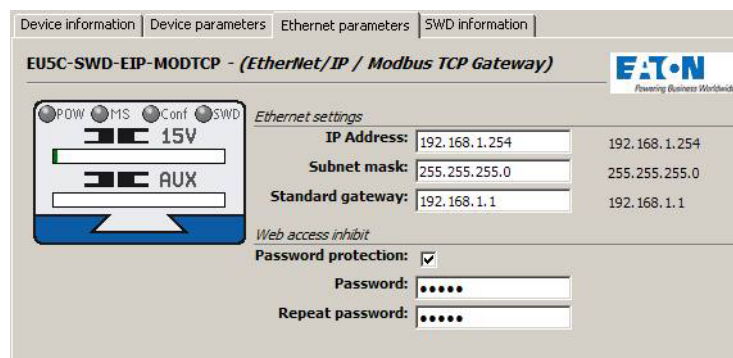 Device information Device parameters Ethernet parameters SWD information
EU5C-SWD-EIP-MODTCP - (EtherNet/IP / Modbus TCP Gateway)
EATON
Powering Business Worldwide
POW MS Conf SWD
15V
AUX
Ethernet settings
IP Address: 192.168.1.254 192.168.1.254
Subnet mask: 255.255.255.0 255.255.255.0
Standard gateway: 192.168.1.1 192.168.1.1
Web access inhibit
Password protection:
Password: •••••
Repeat password: •••••